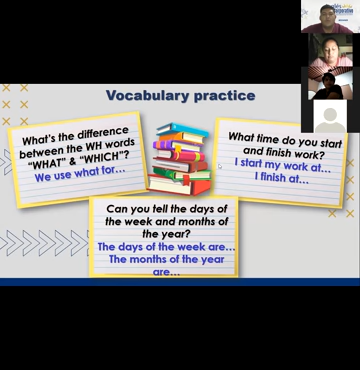 Vocabulary practice
What's the difference
between the WH words
"WHAT" & "WHICH"?
We use what for...
What time do you start
and finish work?
I start my work at...
I finish at...
Can you tell the days of
the week and months of
the year?
The days of the week are...
The months of the year
are...